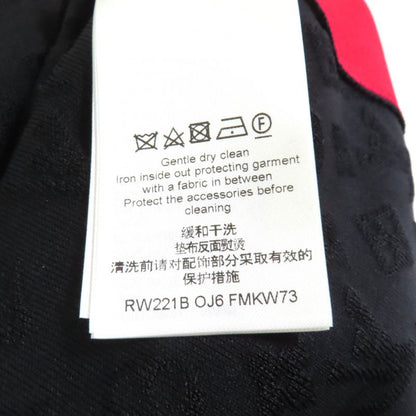 Gentle dry clean
Iron inside out protecting garment
with a fabric in between
Protect the accessories before
cleaning
缓和干洗
垫布反面熨烫
清洗前请对配饰部分采取有效的
保护措施
RW221B OJ6 FMKW73